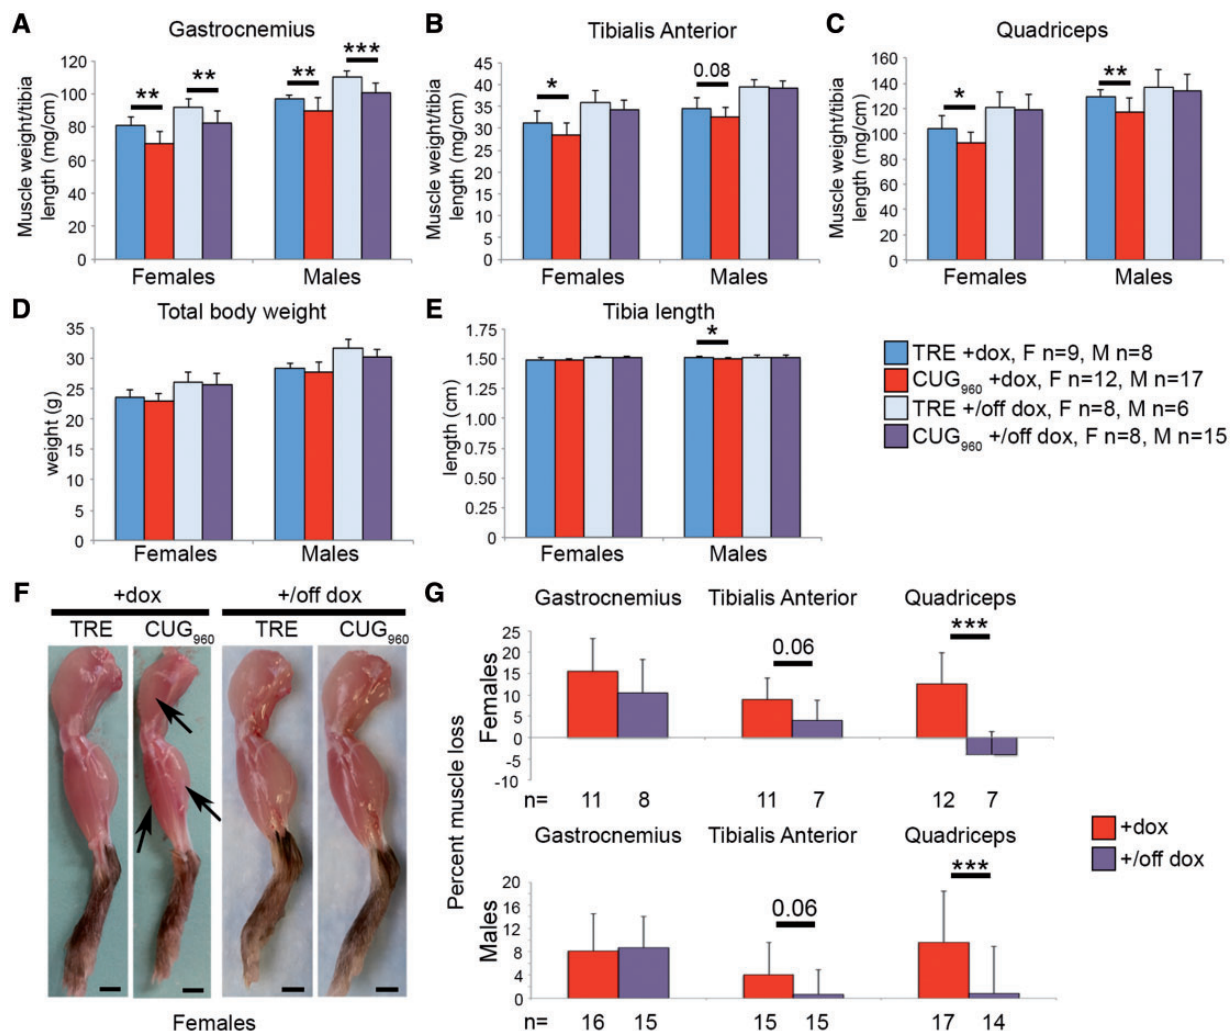 A
Gastrocnemius
Muscle weight/tibia
length (mg/cm)
120
100
80
60
40
20
0
**
**
**
***
Females
Males
B
Tibialis Anterior
Muscle weight/tibia
length (mg/cm)
45
40
35
30
25
20
15
10
5
0
*
0.08
Females
Males
C
Quadriceps
Muscle weight/tibia
length (mg/cm)
160
140
120
100
80
60
40
20
0
*
**
Females
Males
D
Total body weight
weight (g)
35
30
25
20
15
10
5
0
Females
Males
E
Tibia length
length (cm)
1.75
1.50
1.25
1.00
0.75
0.50
0.25
0
*
Females
Males
TRE +dox, F n=9, M n=8
CUG960 +dox, F n=12, M n=17
TRE +/off dox, F n=8, M n=6
CUG960 +/off dox, F n=8, M n=15
F
+dox
+/off dox
TRE
CUG960
TRE
CUG960
Females
G
Percent muscle loss
Gastrocnemius
Tibialis Anterior
Quadriceps
Females
25
20
15
10
5
0
-5
-10
0.06
***
n=
11
8
11
7
12
7
Gastrocnemius
Tibialis Anterior
Quadriceps
Males
20
16
12
8
4
0
0.06
***
n=
16
15
15
15
17
14
+dox
+/off dox